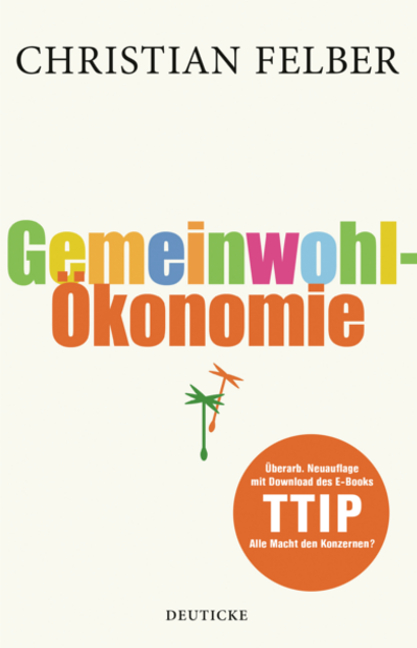 CHRISTIAN FELBER
Gemeinwohl-
Ökonomie
Überarb. Neuauflage
mit Download des E-Books
TTIP
Alle Macht den Konzernen?
DEUTICKE